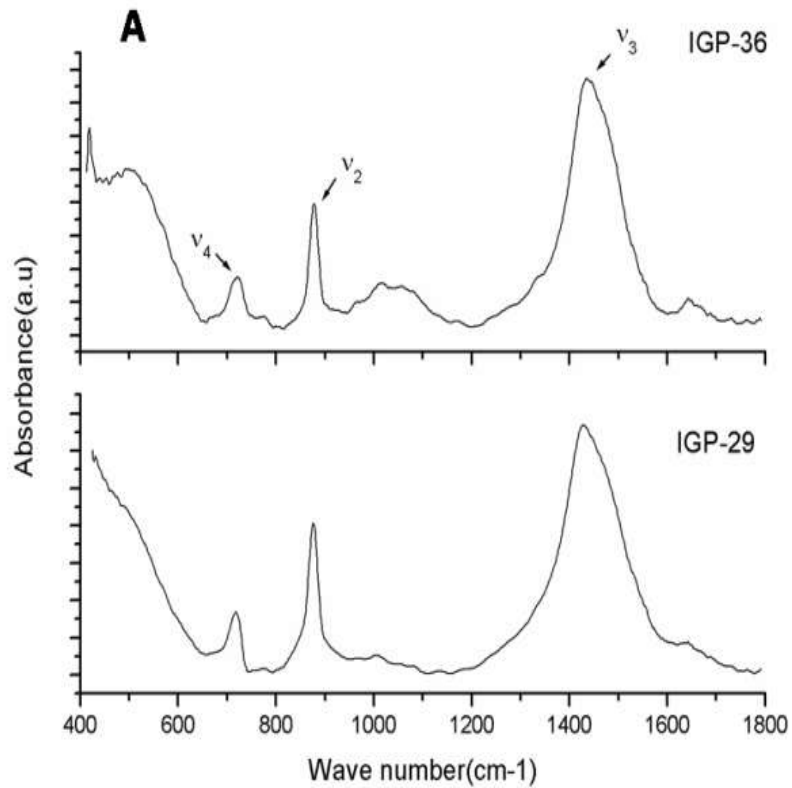 A
IGP-36
ν3
ν2
ν4
Absorbance(a.u)
IGP-29
400 600 800 1000 1200 1400 1600 1800
Wave number(cm-1)